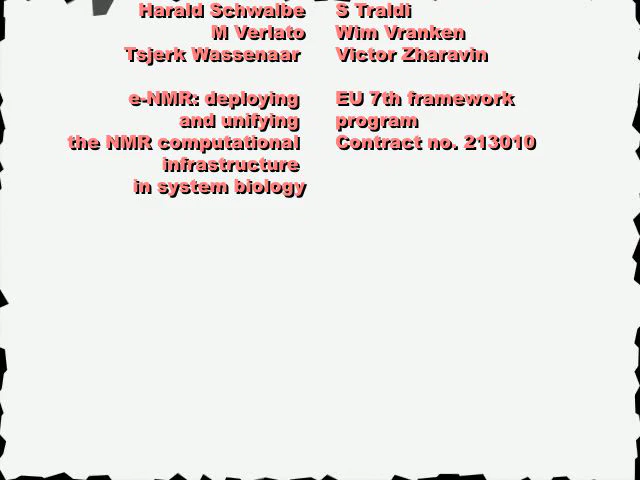 Harald Schwalbe S Traldi
M Verlato Wim Vranken
Tsjerk Wassenaar Victor Zharavin
e-NMR: deploying EU 7th framework
and unifying program
the NMR computational Contract no. 213010
infrastructure
in system biology